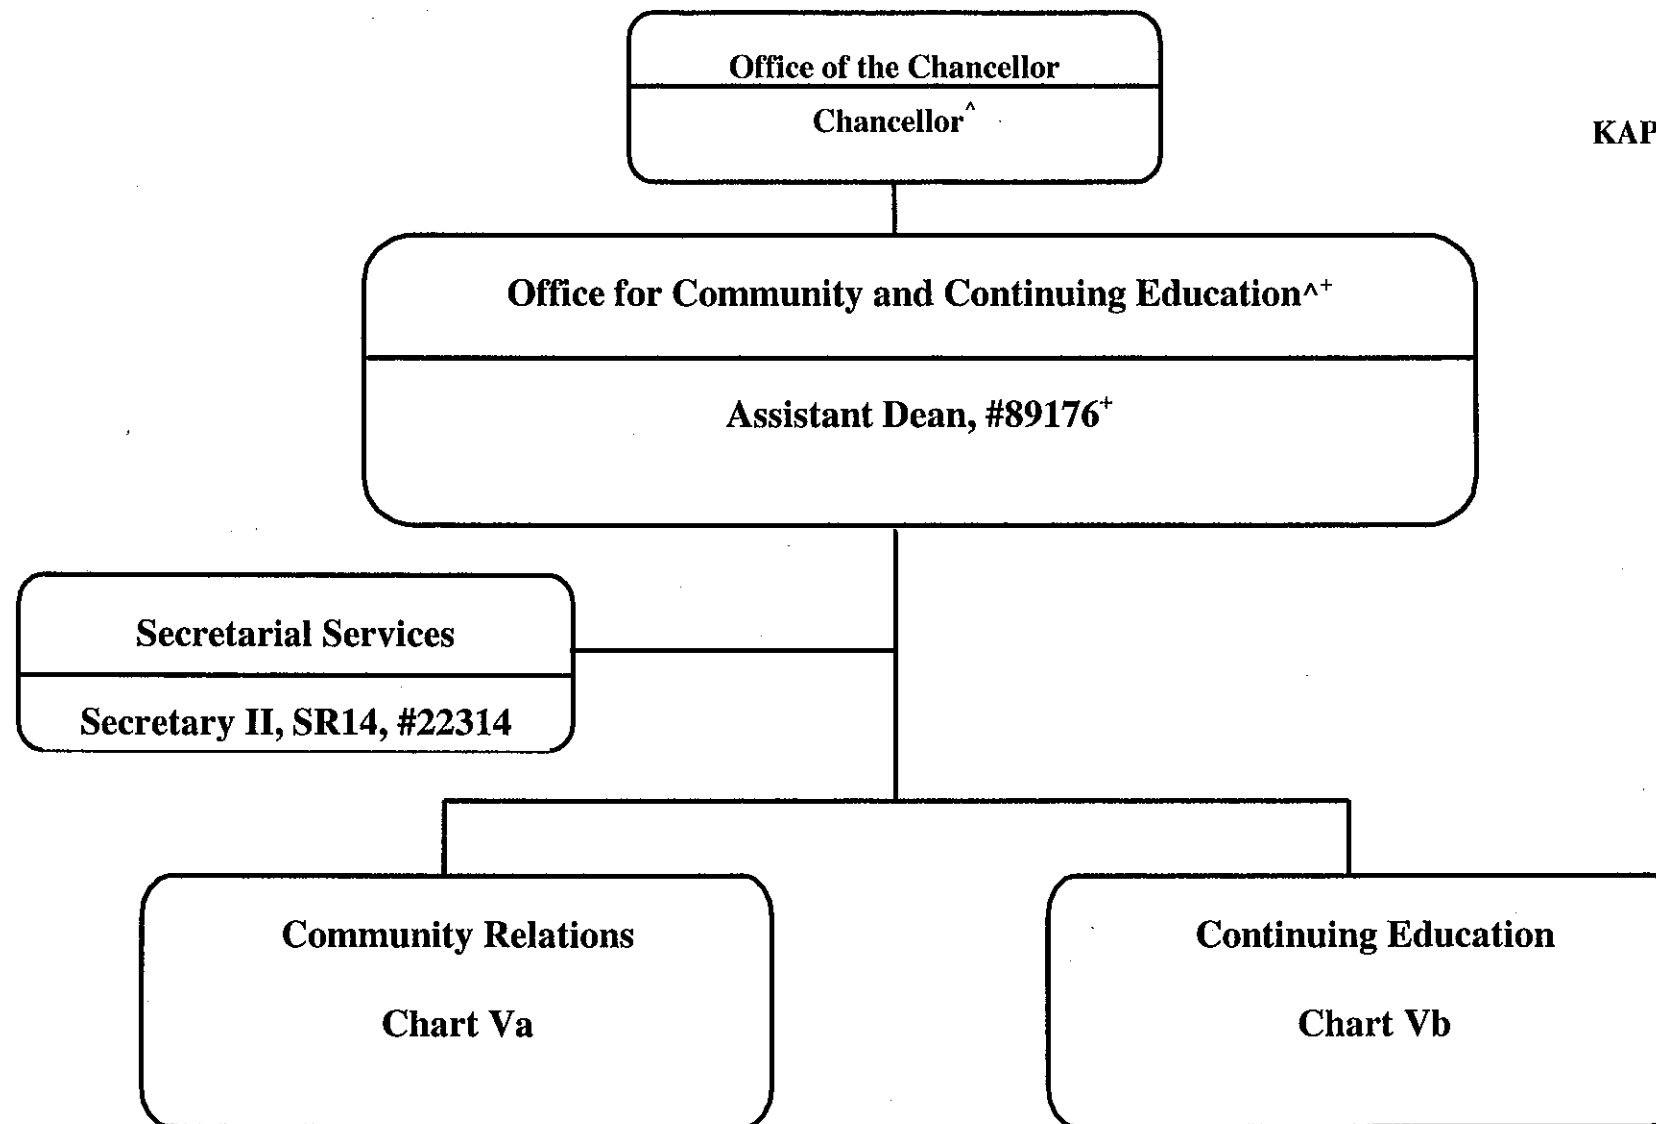 Office of the Chancellor
Chancellor^
KAP
Office for Community and Continuing Education^+
Assistant Dean, #89176+
Secretarial Services
Secretary II, SR14, #22314
Community Relations
Chart Va
Continuing Education
Chart Vb